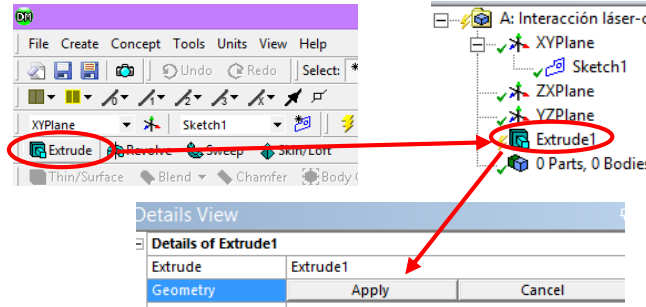 DM
File Create Concept Tools Units View Help
Undo Redo Select:
XYPlane Sketch1
Extrude Revolve Sweep Skin/Loft
Thin/Surface Blend Chamfer Body
A: Interacción láser-
XYPlane
Sketch1
ZXPlane
YZPlane
Extrude1
0 Parts, 0 Bodies
Details View
Details of Extrude1
Extrude Extrude1
Geometry Apply Cancel